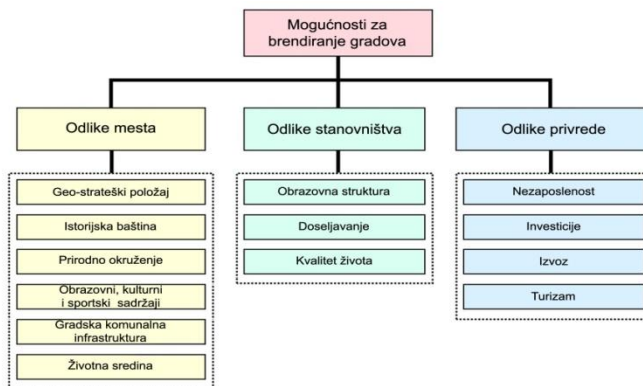 Mogućnosti za
brendiranje gradova
Odlike mesta
Odlike stanovništva
Odlike privrede
Geo-strateški položaj
Istorijska baština
Prirodno okruženje
Obrazovni, kulturni
i sportski sadržaji
Gradska komunalna
infrastruktura
Životna sredina
Obrazovna struktura
Doseljavanje
Kvalitet života
Nezaposlenost
Investicije
Izvoz
Turizam